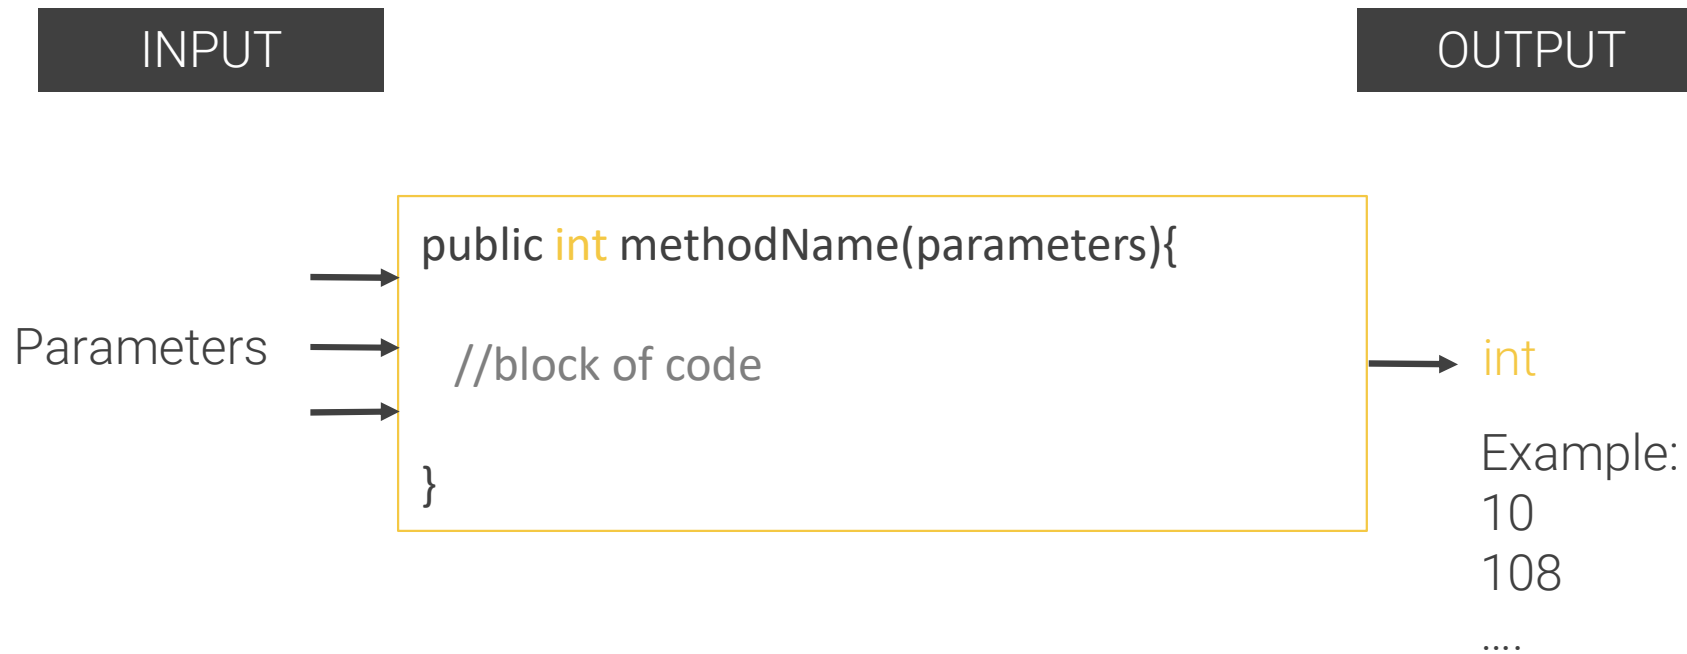 INPUT
OUTPUT
public int methodName(parameters){
Parameters
//block of code
int
}
Example:
10
108
....